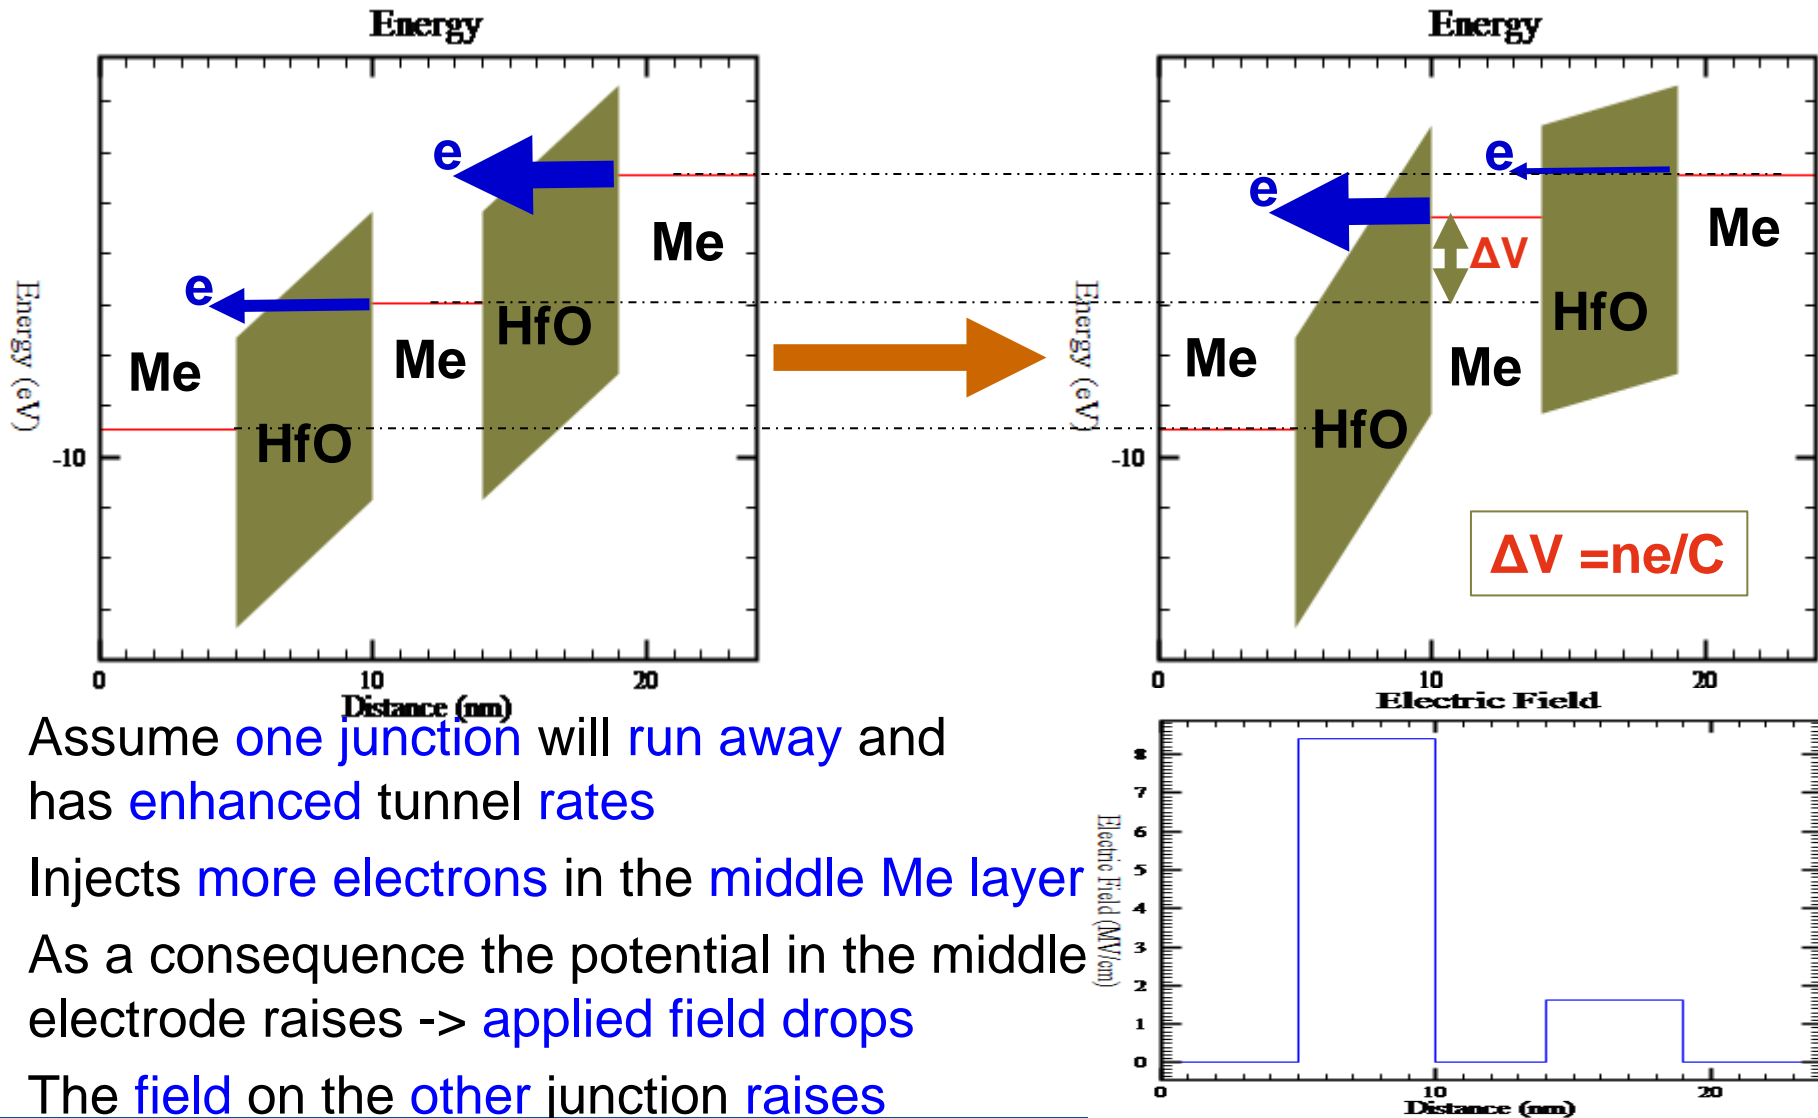 Energy
e
e
Me
Me
Me
HfO
HfO
Energy (eV)
-10
0
10
20
Distance (nm)
Energy
e
e
ΔV
Me
Me
Me
HfO
HfO
Energy (eV)
-10
ΔV =ne/C
0
10
20
Assume one junction will run away and
has enhanced tunnel rates
Injects more electrons in the middle Me layer
As a consequence the potential in the middle
electrode raises -> applied field drops
The field on the other junction raises
Electric Field
Electric Field (MV/cm)
8
7
6
5
4
3
2
1
0
0
10
20
Distance (nm)